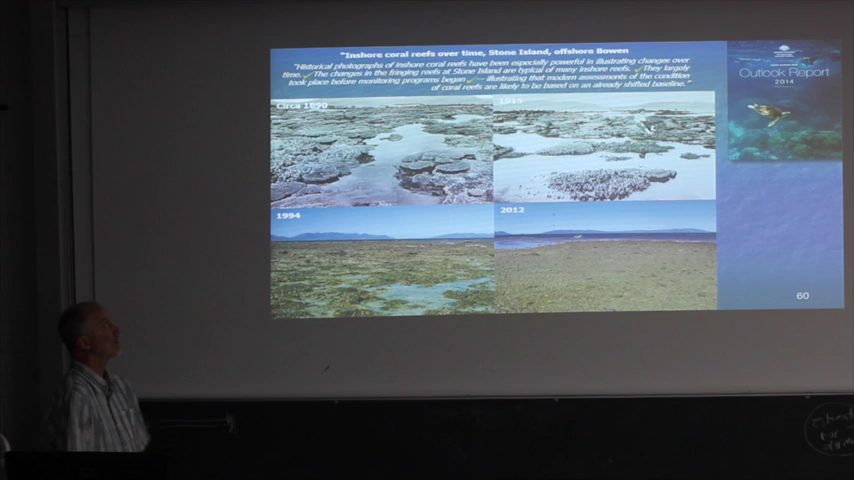 "Inshore coral reefs over time, Stone Island, offshore Bowen
"Historical photographs of inshore coral reefs have been especially powerful in illustrating changes over
time. ✓ The changes in the fringing reefs at Stone Island are typical of many inshore reefs. ✓ They largely
took place before monitoring programs began ✓ — illustrating that modern assessments of the condition
of coral reefs are likely to be based on an already shifted baseline."
Outlook Report
2014
Circa 1890
1915
1994
2012
60